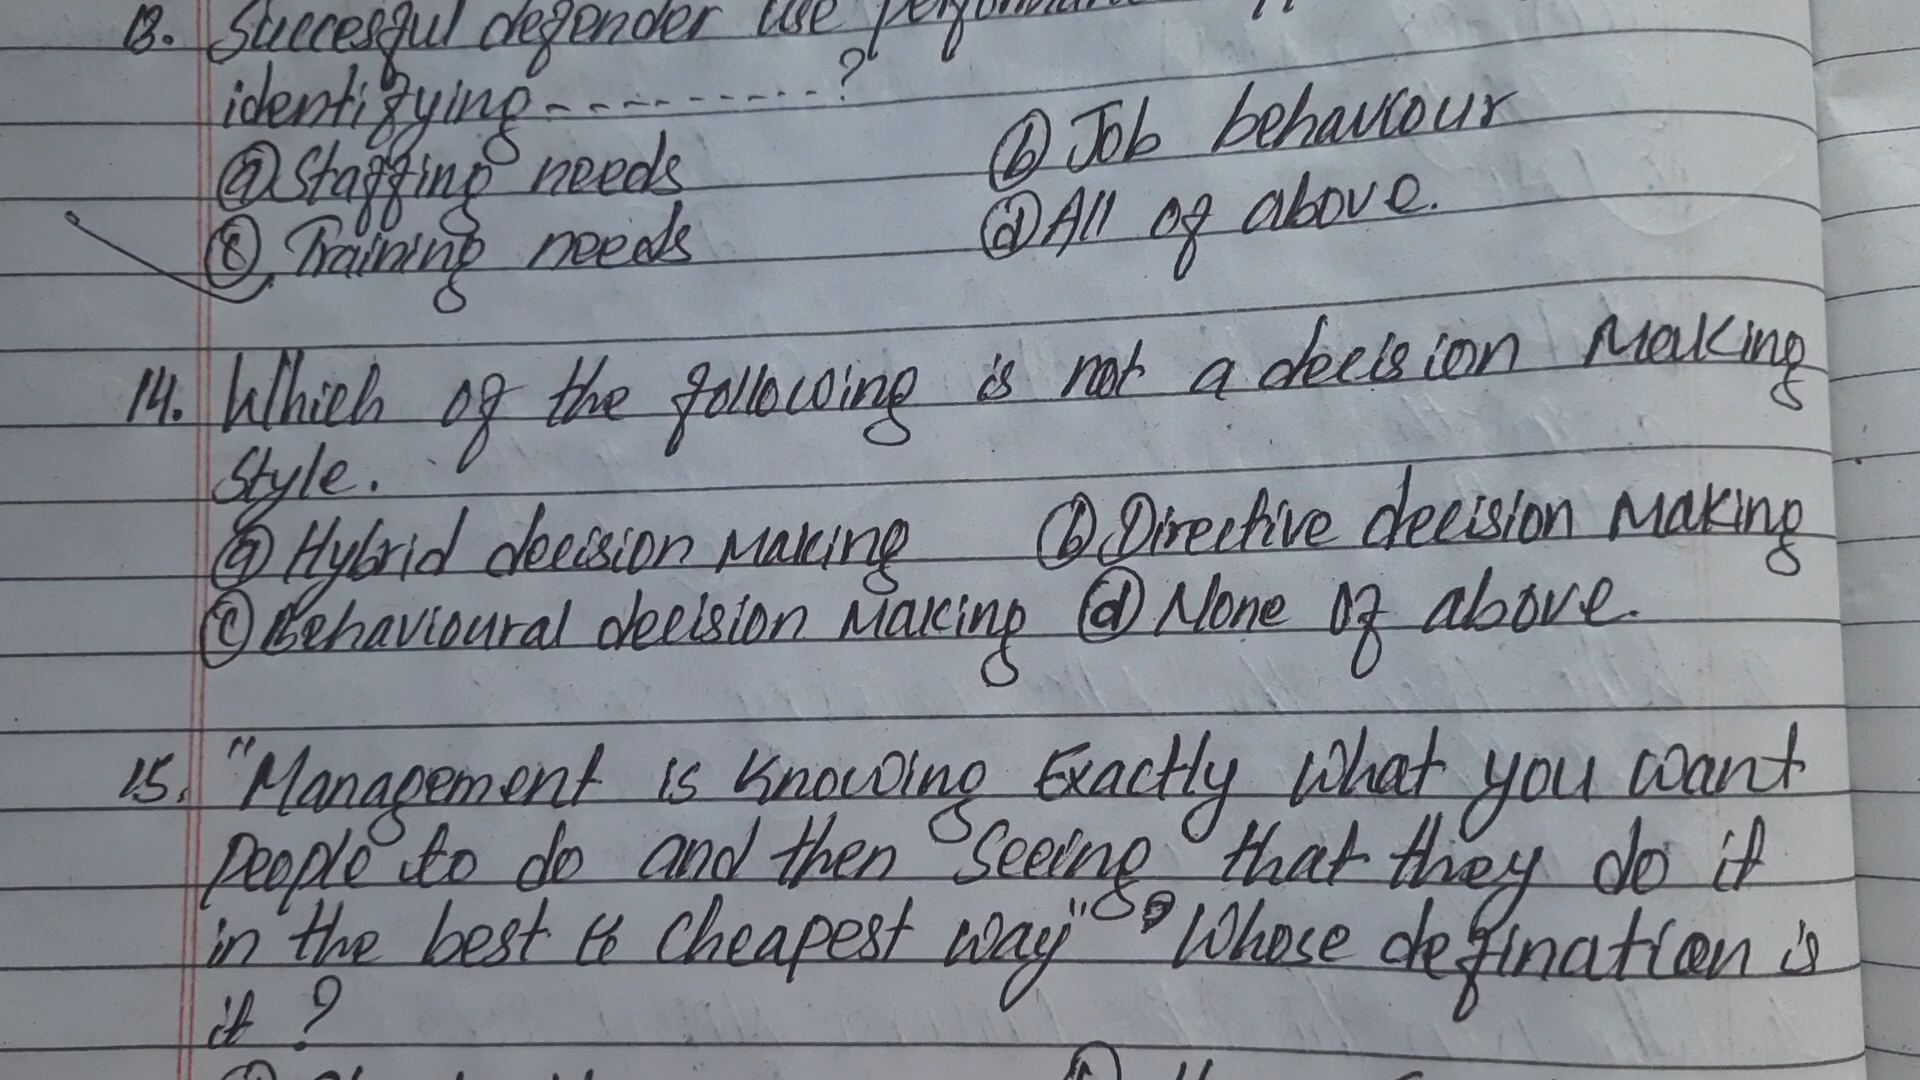 13. Succesful defender use
identifying----------?
(a) Staffing needs (b) Job behaviour
(c) Training needs (d) All of above.
14. Which of the following is not a decision Making
Style.
(a) Hybrid decision Making (b) Directive decision Making
(c) Behavioural decision Making (d) None of above.
15. "Management is Knowing Exactly What you want
People to do and then Seeing that they do it
in the best & Cheapest way", Whose defination is
it ?